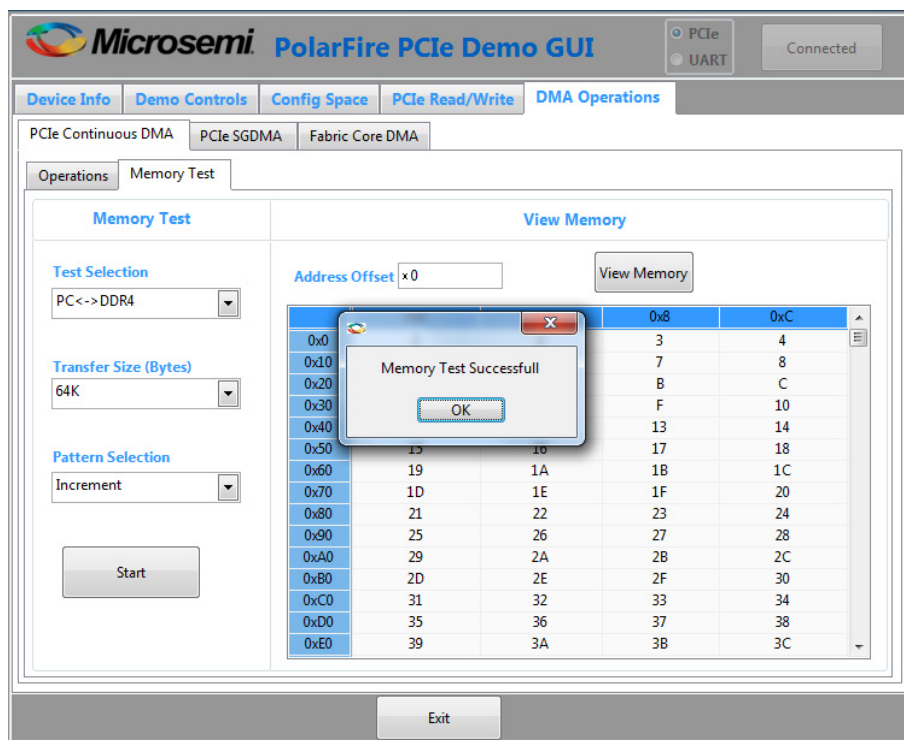 Microsemi. PolarFire PCIe Demo GUI
PCIe
UART
Connected
Device Info Demo Controls Config Space PCIe Read/Write DMA Operations
PCIe Continuous DMA PCIe SGDMA Fabric Core DMA
Operations Memory Test
Memory Test
Test Selection
PC<->DDR4
Transfer Size (Bytes)
64K
Pattern Selection
Increment
Start
View Memory
Address Offset x 0 View Memory
0x8 0xC
0x0 3 4
0x10 7 8
0x20 B C
0x30 F 10
0x40 13 14
0x50 15 16 17 18
0x60 19 1A 1B 1C
0x70 1D 1E 1F 20
0x80 21 22 23 24
0x90 25 26 27 28
0xA0 29 2A 2B 2C
0xB0 2D 2E 2F 30
0xC0 31 32 33 34
0xD0 35 36 37 38
0xE0 39 3A 3B 3C
Memory Test Successfull
OK
Exit